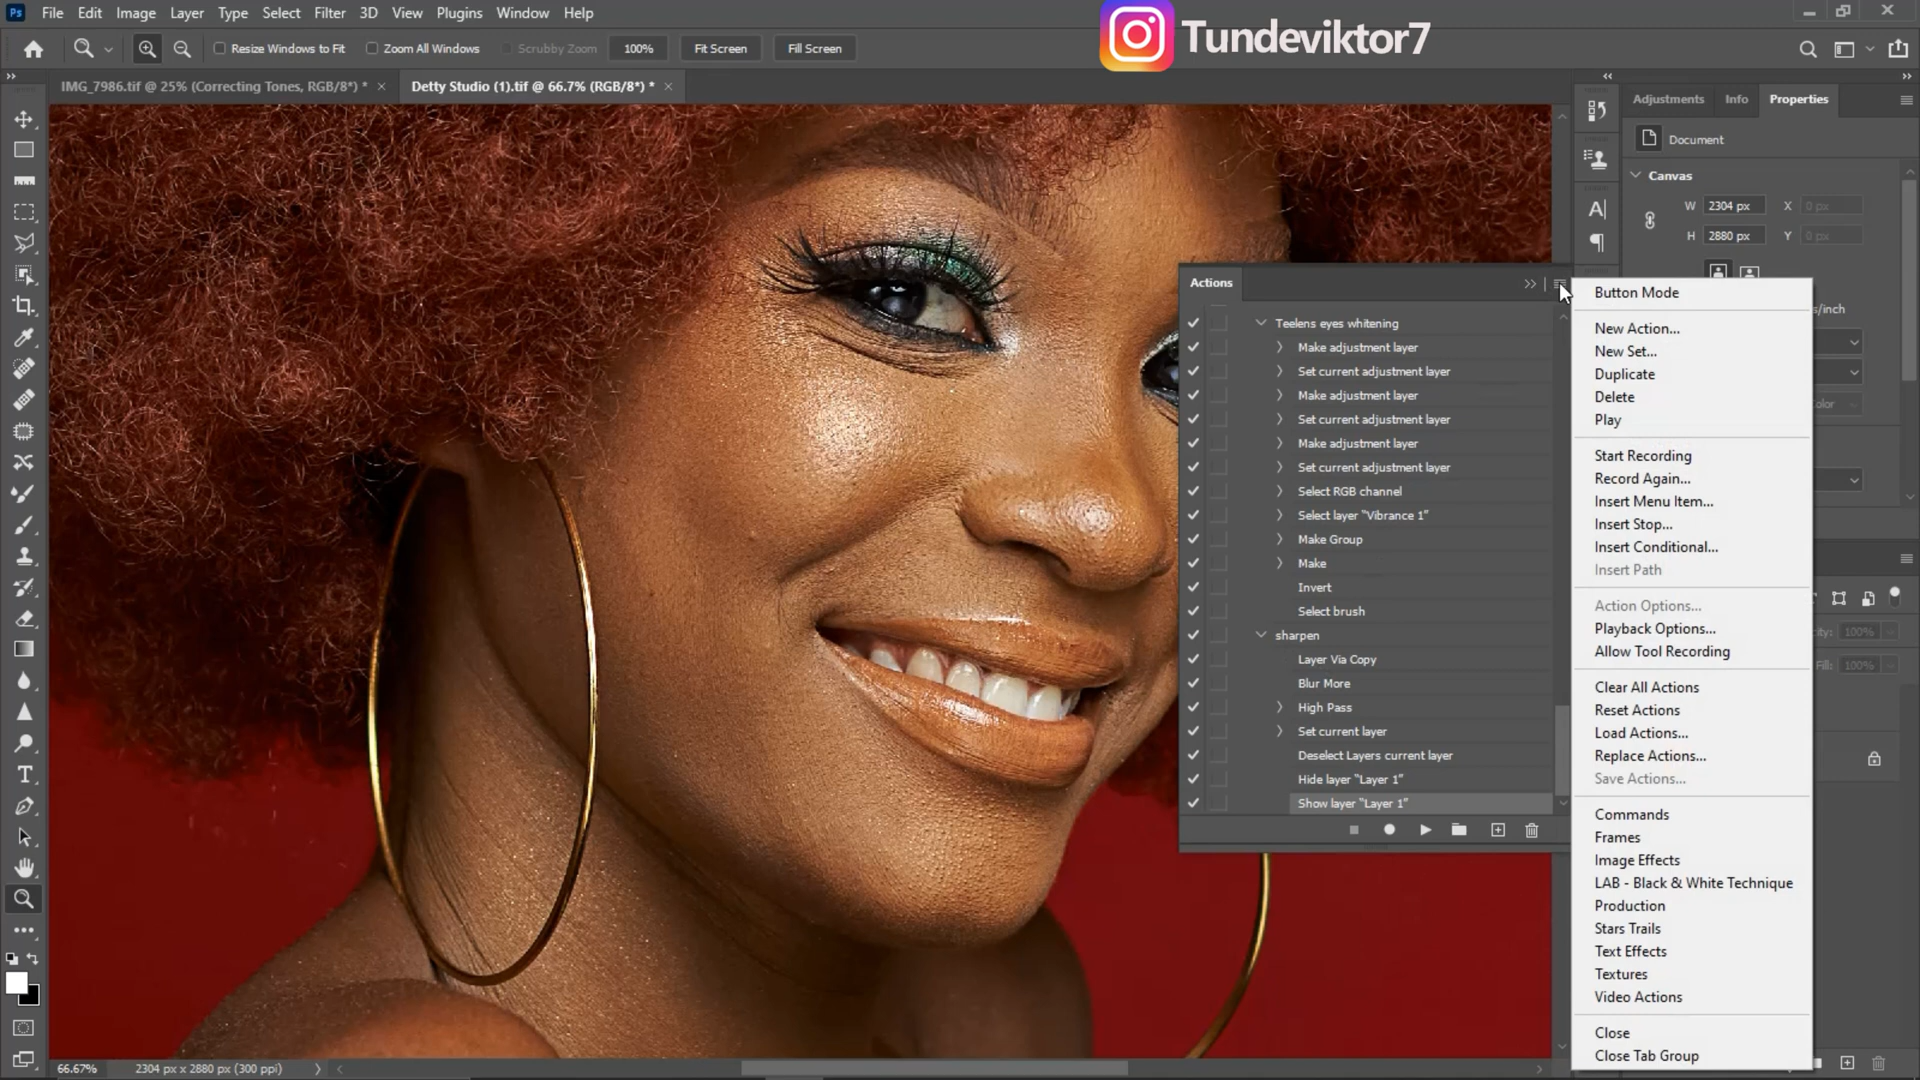 Ps File Edit Image Layer Type Select Filter 3D View Plugins Window Help
Resize Windows to Fit Zoom All Windows Scrubby Zoom 100% Fit Screen Fill Screen
Tundeviktor7
IMG_7986.tif @ 25% (Correcting Tones, RGB/8*) * × Detty Studio (1).tif @ 66.7% (RGB/8*) * ×
Adjustments Info Properties
Document
Canvas
W 2304 px X 0 px
H 2880 px Y 0 px
Actions
Teelens eyes whitening
Make adjustment layer
Set current adjustment layer
Make adjustment layer
Set current adjustment layer
Make adjustment layer
Set current adjustment layer
Select RGB channel
Select layer “Vibrance 1”
Make Group
Make
Invert
Select brush
sharpen
Layer Via Copy
Blur More
High Pass
Set current layer
Deselect Layers current layer
Hide layer “Layer 1”
Show layer “Layer 1”
Button Mode
New Action...
New Set...
Duplicate
Delete
Play
Start Recording
Record Again...
Insert Menu Item...
Insert Stop...
Insert Conditional...
Insert Path
Action Options...
Playback Options...
Allow Tool Recording
Clear All Actions
Reset Actions
Load Actions...
Replace Actions...
Save Actions...
Commands
Frames
Image Effects
LAB - Black & White Technique
Production
Stars Trails
Text Effects
Textures
Video Actions
Close
Close Tab Group
s/inch
Color
city: 100%
Fill: 100%
66.67% 2304 px x 2880 px (300 ppi)